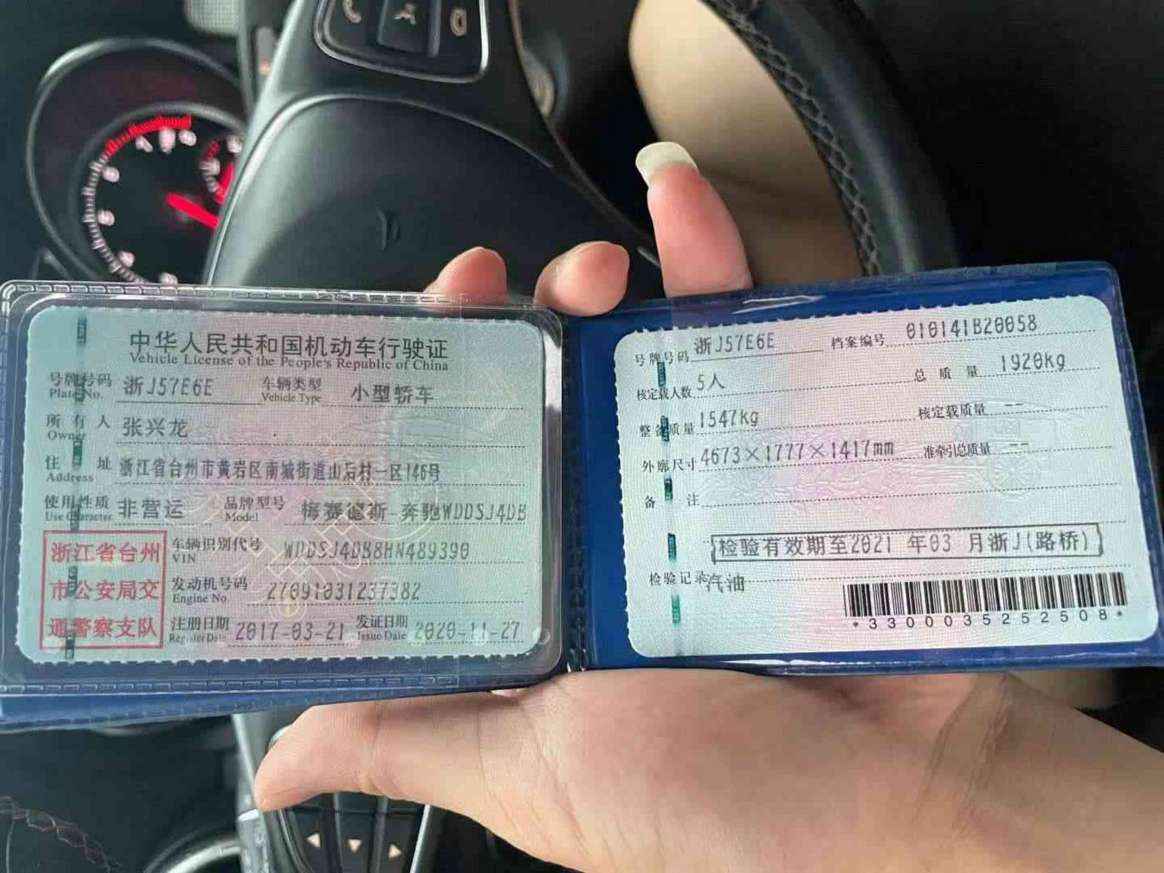 中华人民共和国机动车行驶证
Vehicle License of the People's Republic of China
号牌号码 浙J57E6E 车辆类型 小型轿车
Plate No. Vehicle Type
所有人 张兴龙
Owner
住址 浙江省台州市黄岩区南城街道山后村一区146号
Address
使用性质 非营运 品牌型号 梅赛德斯-奔驰WDDSJ4DB
Use Character Model
浙江省台州
市公安局交
通警察支队
车辆识别代号 WDDSJ4DB8HN489390
VIN
发动机号码 27091031237382
Engine No.
注册日期 2017-03-21 发证日期 2020-11-27
Register Date Issue Date
号牌号码 浙J57E6E 档案编号 010141B20058
核定载人数 5人 总质量 1920kg
整备质量 1547kg 核定载质量 --
外廓尺寸 4673×1777×1417mm 准牵引总质量 --
备注
检验有效期至2021年03月浙J(路桥)
检验记录 汽油
*3300035252508*